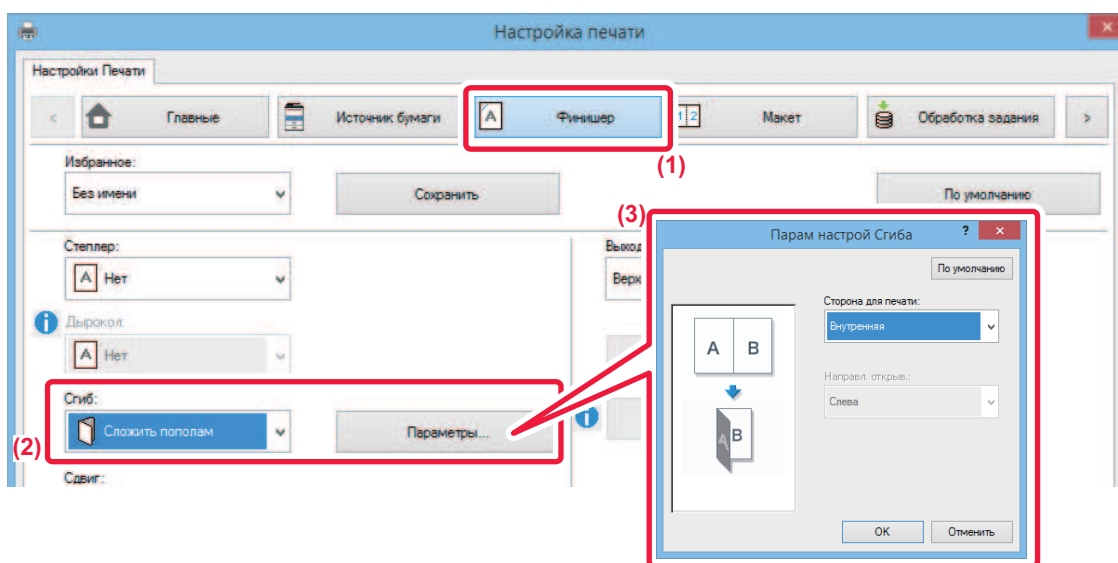 Настройка печати
Настройки Печати
< Главные Источник бумаги A Финишер 1 2 Макет Обработка задания >
(1)
Избранное:
Без имени Сохранить По умолчанию
(3)
Степлер:
A Нет
Дырокол:
A Нет
Сгиб:
Сложить пополам Параметры...
(2)
Сдвиг:
Парам настрой Сгиба ? ×
По умолчанию
Сторона для печати:
Внутренняя
A B
Направл. открыв.:
Слева
A B
OK Отменить